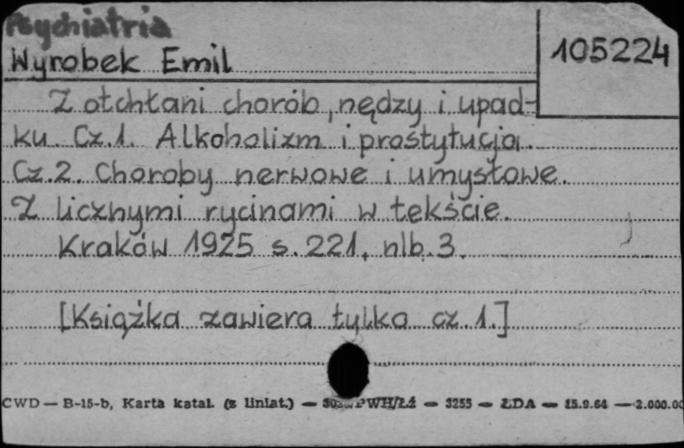 Psychiatria
Wyrobek Emil
105224
Z otchłani chorób, nędzy i upad-
ku. Cz.1. Alkoholizm i prostytucja.
Cz.2. Choroby nerwowe i umysłowe.
Z licznymi rycinami w tekście.
Kraków 1925 s. 221, nlb. 3.
[Książka zawiera tylko cz. 1.]
CWD — B-15-b, Karta katal. (z liniat.) — PWH/Łź — 3255 — ŁDA — 15.9.64 — 2.000.00